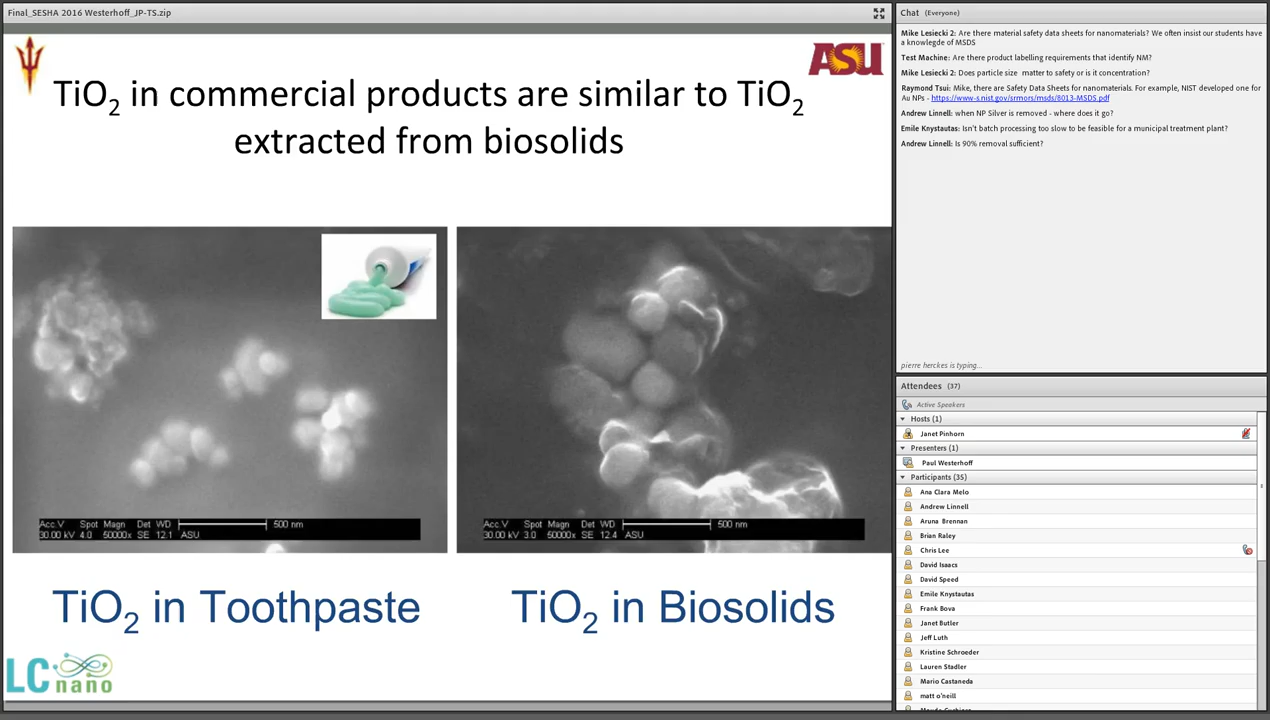 Final_SESHA 2016 Westerhoff_JP-TS.zip
ASU
TiO2 in commercial products are similar to TiO2
extracted from biosolids
Acc.V Spot Magn Det WD 500 nm
30.00 kV 4.0 50000x SE 12.1 ASU
Acc.V Spot Magn Det WD 500 nm
30.00 kV 3.0 50000x SE 12.4 ASU
TiO2 in Toothpaste
TiO2 in Biosolids
LC nano
Chat (Everyone)
Mike Lesiecki 2: Are there material safety data sheets for nanomaterials? We often insist our students have
a knowlegde of MSDS
Test Machine: Are there product labelling requirements that identify NM?
Mike Lesiecki 2: Does particle size matter to safety or is it concentration?
Raymond Tsui: Mike, there are Safety Data Sheets for nanomaterials. For example, NIST developed one for
Au NPs - https://www-s.nist.gov/srmors/msds/8013-MSDS.pdf
Andrew Linnell: when NP Silver is removed - where does it go?
Emile Knystautas: Isn't batch processing too slow to be feasible for a municipal treatment plant?
Andrew Linnell: Is 90% removal sufficient?
pierre herckes is typing...
Attendees (37)
Active Speakers
Hosts (1)
Janet Pinhorn
Presenters (1)
Paul Westerhoff
Participants (35)
Ana Clara Melo
Andrew Linnell
Aruna Brennan
Brian Raley
Chris Lee
David Isaacs
David Speed
Emile Knystautas
Frank Bova
Janet Butler
Jeff Luth
Kristine Schroeder
Lauren Stadler
Mario Castaneda
matt o'neill